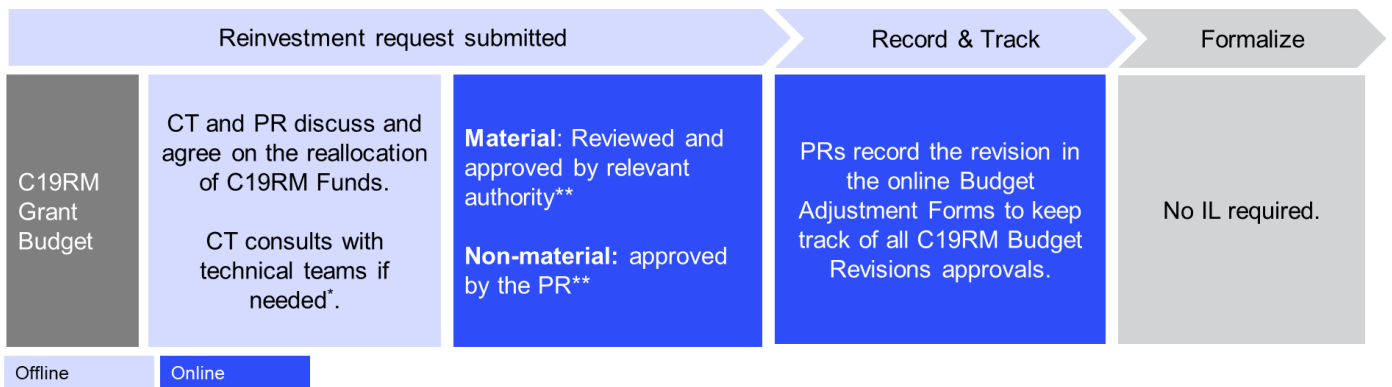 Reinvestment request submitted
Record & Track
Formalize
C19RM
Grant
Budget
CT and PR discuss and
agree on the reallocation
of C19RM Funds.
CT consults with
technical teams if
needed*.
Material: Reviewed and
approved by relevant
authority**
Non-material: approved
by the PR**
PRs record the revision in
the online Budget
Adjustment Forms to keep
track of all C19RM Budget
Revisions approvals.
No IL required.
Offline
Online